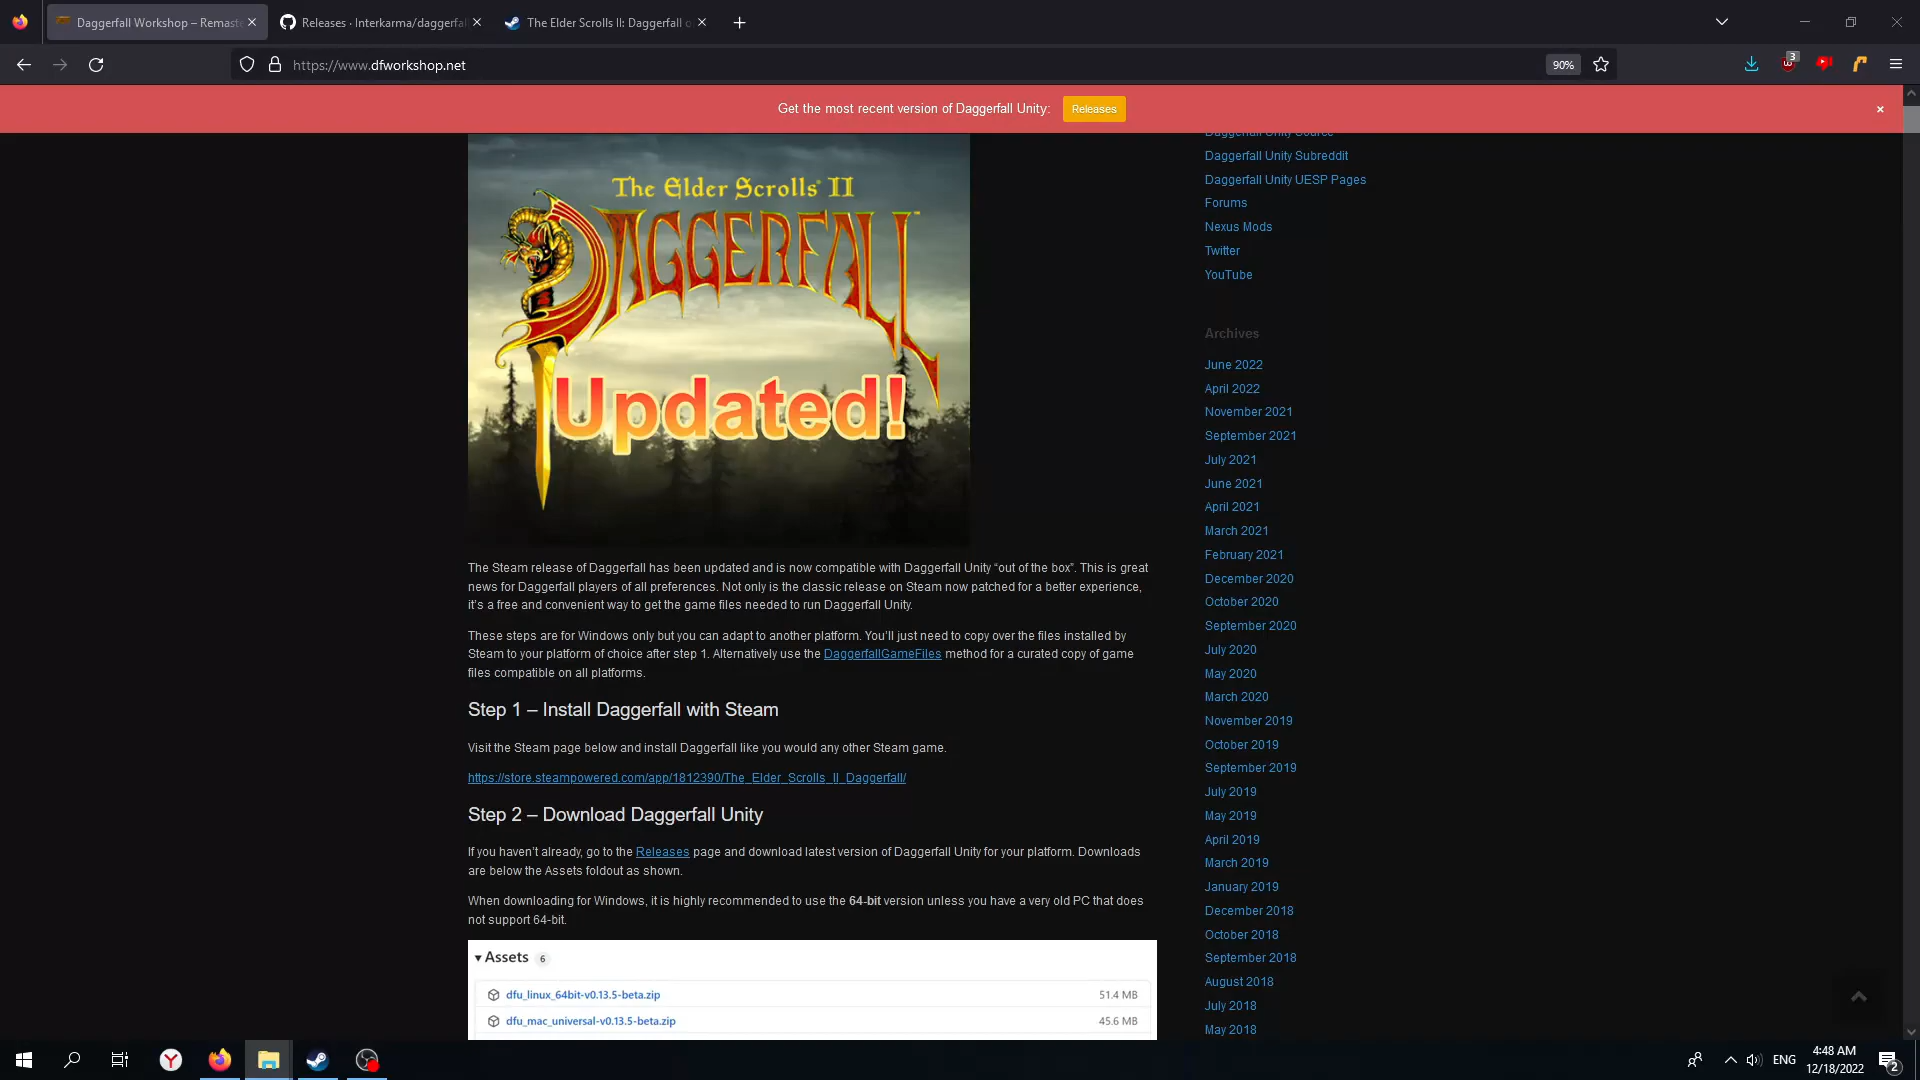 Daggerfall Workshop – Remaste
Releases · Interkarma/daggerfal
The Elder Scrolls II: Daggerfall o
https://www.dfworkshop.net
90%
3
Get the most recent version of Daggerfall Unity:
Releases
The Elder Scrolls II
DAGGERFALL
Updated!
The Steam release of Daggerfall has been updated and is now compatible with Daggerfall Unity “out of the box”. This is great
news for Daggerfall players of all preferences. Not only is the classic release on Steam now patched for a better experience,
it’s a free and convenient way to get the game files needed to run Daggerfall Unity.
These steps are for Windows only but you can adapt to another platform. You’ll just need to copy over the files installed by
Steam to your platform of choice after step 1. Alternatively use the DaggerfallGameFiles method for a curated copy of game
files compatible on all platforms.
Step 1 – Install Daggerfall with Steam
Visit the Steam page below and install Daggerfall like you would any other Steam game.
https://store.steampowered.com/app/1812390/The_Elder_Scrolls_II_Daggerfall/
Step 2 – Download Daggerfall Unity
If you haven’t already, go to the Releases page and download latest version of Daggerfall Unity for your platform. Downloads
are below the Assets foldout as shown.
When downloading for Windows, it is highly recommended to use the 64-bit version unless you have a very old PC that does
not support 64-bit.
Assets 6
dfu_linux_64bit-v0.13.5-beta.zip 51.4 MB
dfu_mac_universal-v0.13.5-beta.zip 45.6 MB
Daggerfall Unity Source
Daggerfall Unity Subreddit
Daggerfall Unity UESP Pages
Forums
Nexus Mods
Twitter
YouTube
Archives
June 2022
April 2022
November 2021
September 2021
July 2021
June 2021
April 2021
March 2021
February 2021
December 2020
October 2020
September 2020
July 2020
May 2020
March 2020
November 2019
October 2019
September 2019
July 2019
May 2019
April 2019
March 2019
January 2019
December 2018
October 2018
September 2018
August 2018
July 2018
May 2018
ENG
4:48 AM
12/18/2022
2